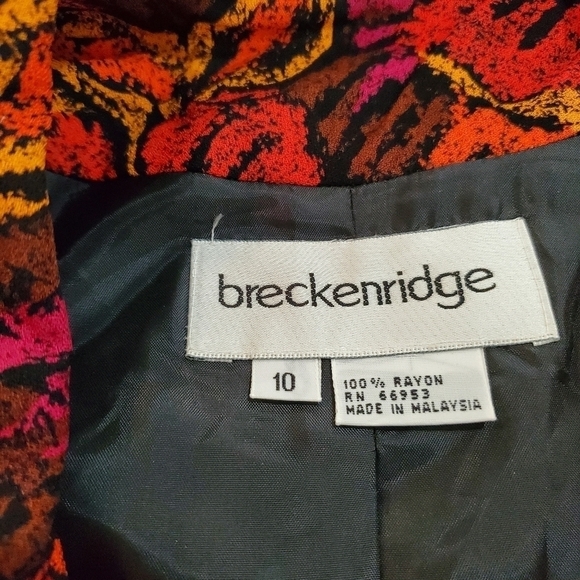 breckenridge
10
100% RAYON
RN 66953
MADE IN MALAYSIA